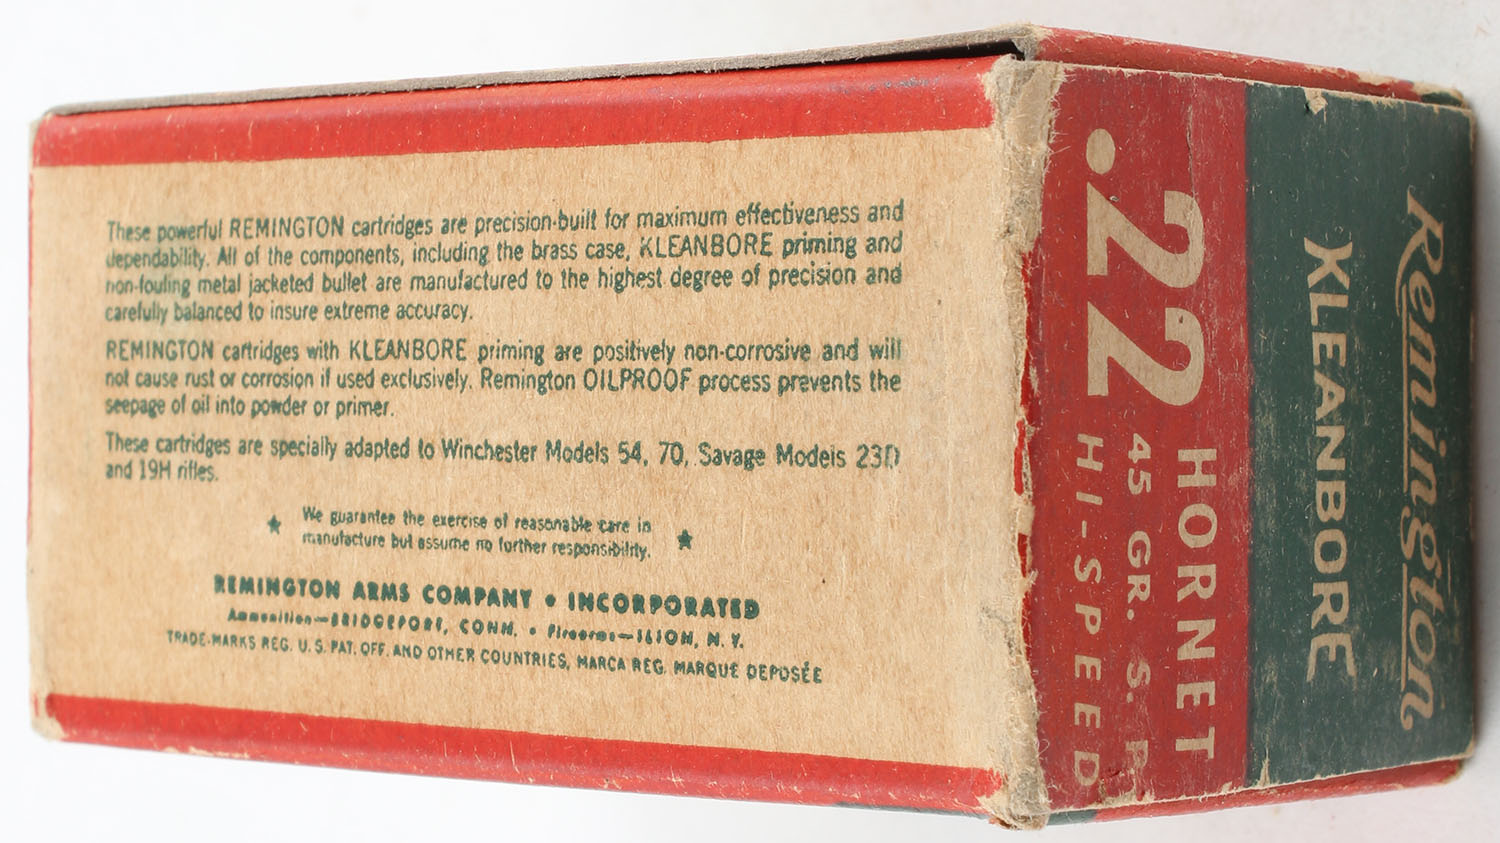 These powerful REMINGTON cartridges are precision-built for maximum effectiveness and
dependability. All of the components, including the brass case, KLEANBORE priming and
non-fouling metal jacketed bullet are manufactured to the highest degree of precision and
carefully balanced to insure extreme accuracy.
REMINGTON cartridges with KLEANBORE priming are positively non-corrosive and will
not cause rust or corrosion if used exclusively. Remington OILPROOF process prevents the
seepage of oil into powder or primer.
These cartridges are specially adapted to Winchester Models 54, 70, Savage Models 23D
and 19H rifles.
We guarantee the exercise of reasonable care in
manufacture but assume no further responsibility.
REMINGTON ARMS COMPANY • INCORPORATED
Ammunition—BRIDGEPORT, CONN. • Firearms—ILION, N. Y.
TRADE-MARKS REG. U. S. PAT. OFF. AND OTHER COUNTRIES, MARCA REG. MARQUE DEPOSÉE
Remington
KLEANBORE
.22 HORNET
45 GR. S. P.
HI-SPEED